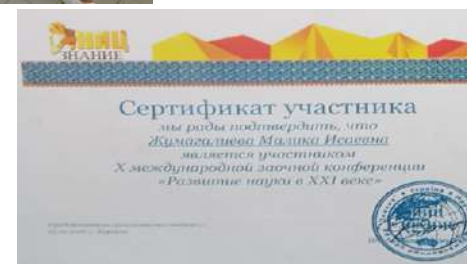 НИЦ
ЗНАНИЕ
Сертификат участника
мы рады подтвердить, что
Жумагалиева Малика Исаевна
является участником
X международной заочной конференции
«Развитие науки в XXI веке»